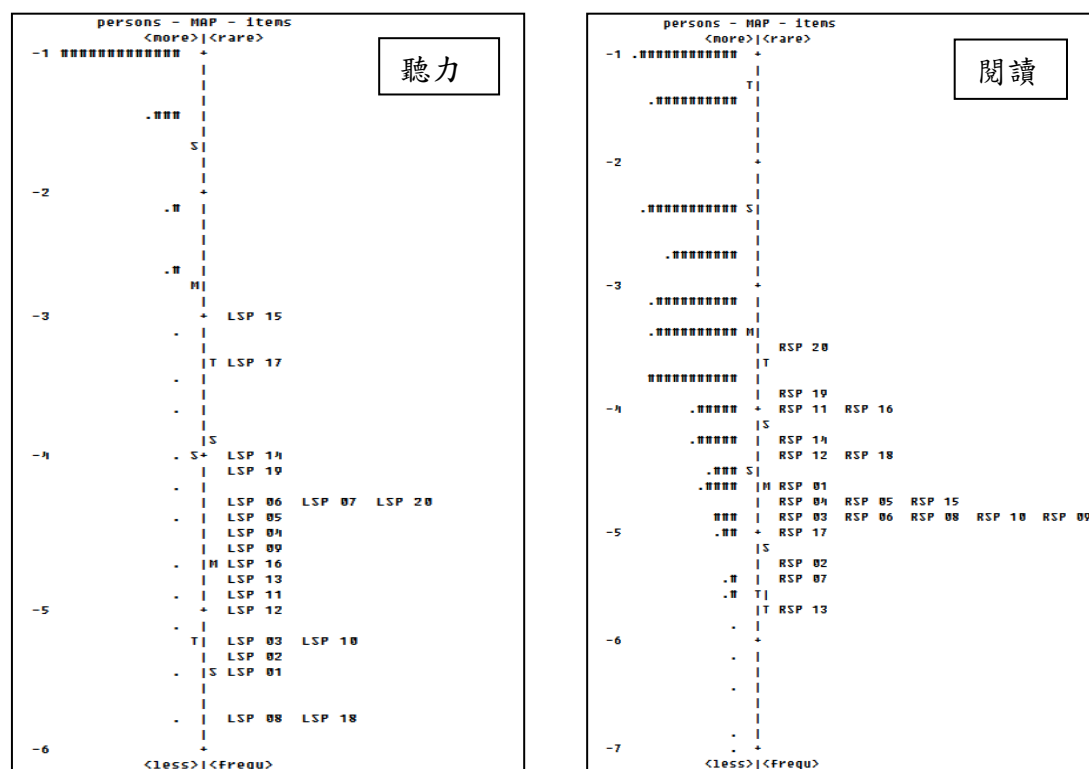 persons - MAP - items
<more>|<rare>
聽力
-1 ############# +
|
|
|
.### |
|
S|
|
|
-2 +
.# |
|
|
|
.# |
M|
|
-3 + LSP 15
. |
|
|T LSP 17
. |
|
. |
|
|S
-4 . S+ LSP 14
| LSP 19
. |
| LSP 06 LSP 07 LSP 20
. | LSP 05
| LSP 04
| LSP 09
. |M LSP 16
| LSP 13
. | LSP 11
-5 + LSP 12
. |
T| LSP 03 LSP 10
| LSP 02
. |S LSP 01
|
|
. | LSP 08 LSP 18
|
-6 +
<less>|<frequ>
persons - MAP - items
<more>|<rare>
閱讀
-1 .############ +
|
T|
.########## |
|
|
|
-2 +
|
|
.########### S|
|
|
.######## |
|
-3 +
.########## |
|
.########## M|
| RSP 20
|T
########### |
| RSP 19
-4 .##### + RSP 11 RSP 16
|S
.##### | RSP 14
| RSP 12 RSP 18
.### S|
.#### |M RSP 01
| RSP 04 RSP 05 RSP 15
### | RSP 03 RSP 06 RSP 08 RSP 10 RSP 09
-5 .## + RSP 17
|S
| RSP 02
.# | RSP 07
.# T|
|T RSP 13
. |
-6 +
. |
|
. |
|
|
. |
-7 . +
<less>|<frequ>